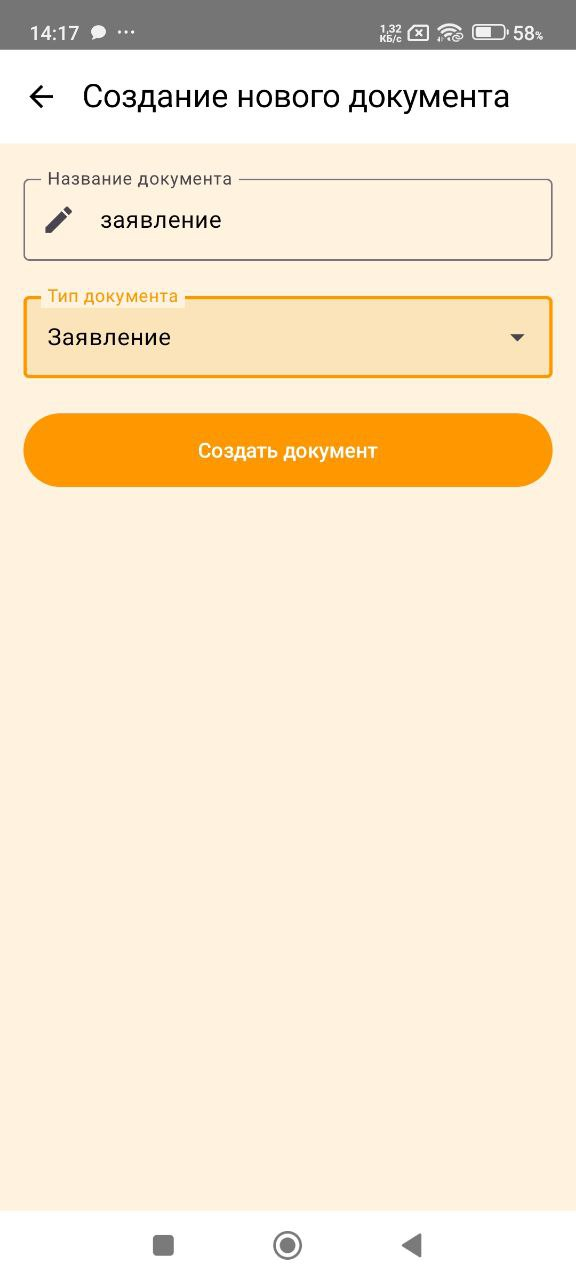 14:17
1,32
КБ/с
58%
Создание нового документа
Название документа
заявление
Тип документа
Заявление
Создать документ